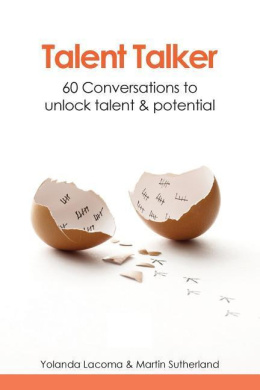 Talent Talker
60 Conversations to
unlock talent & potential
Yolanda Lacoma & Martin Sutherland